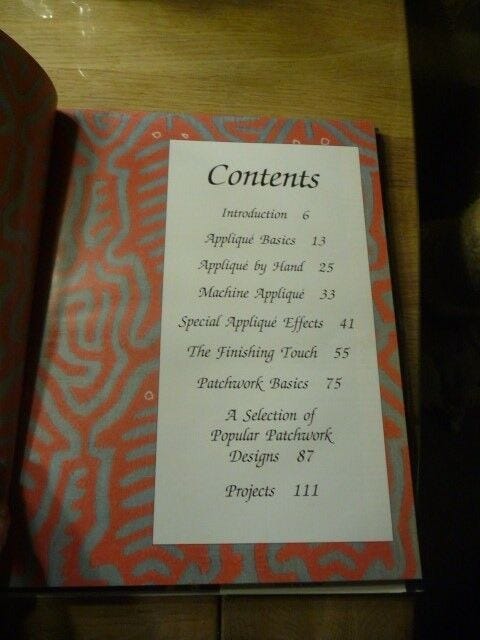 Contents
Introduction 6
Appliqué Basics 13
Appliqué by Hand 25
Machine Appliqué 33
Special Appliqué Effects 41
The Finishing Touch 55
Patchwork Basics 75
A Selection of
Popular Patchwork
Designs 87
Projects 111